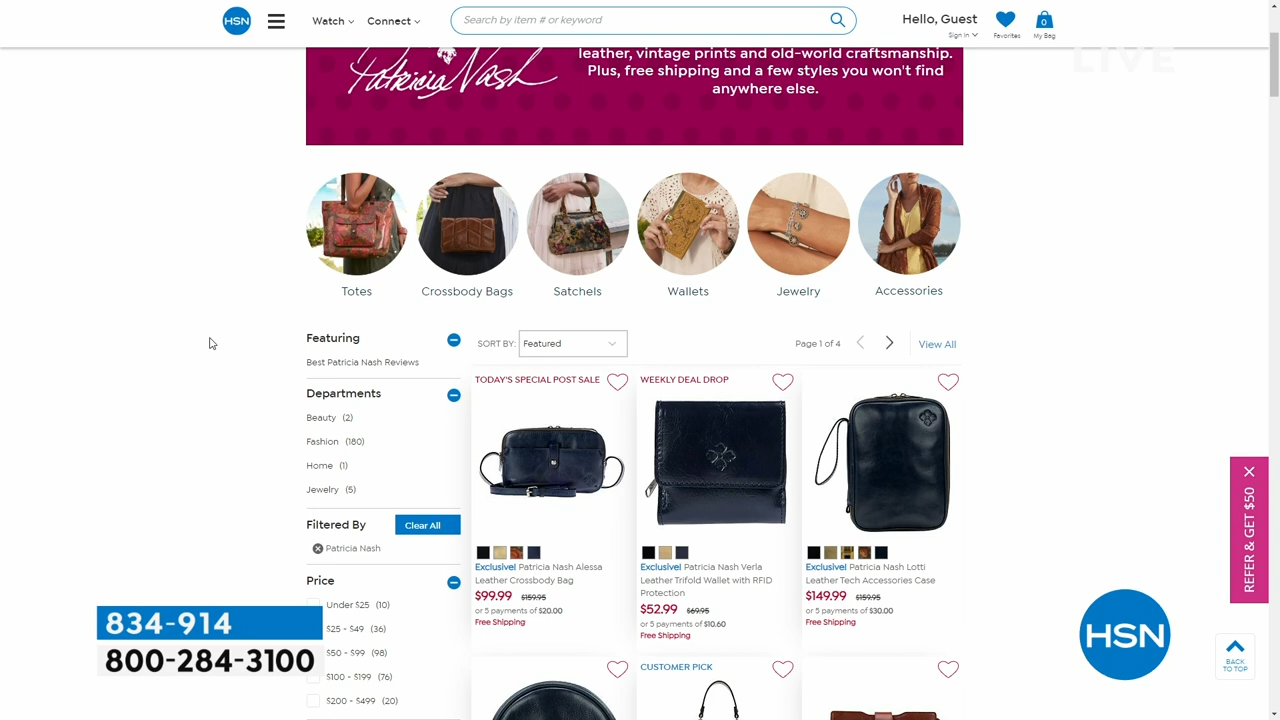 HSN
Watch
Connect
Search by item # or keyword
Hello, Guest
Sign In
Favorites
0
My Bag
LIVE
Patricia Nash
leather, vintage prints and old-world craftsmanship.
Plus, free shipping and a few styles you won't find
anywhere else.
Totes
Crossbody Bags
Satchels
Wallets
Jewelry
Accessories
Featuring
Best Patricia Nash Reviews
Departments
Beauty (2)
Fashion (180)
Home (1)
Jewelry (5)
Filtered By
Clear All
Patricia Nash
Price
Under $25 (10)
$25 - $49 (36)
$50 - $99 (98)
$100 - $199 (76)
$200 - $499 (20)
SORT BY:
Featured
Page 1 of 4
View All
TODAY'S SPECIAL POST SALE
Exclusive! Patricia Nash Alessa
Leather Crossbody Bag
$99.99 $159.95
or 5 payments of $20.00
Free Shipping
WEEKLY DEAL DROP
Exclusive! Patricia Nash Verla
Leather Trifold Wallet with RFID
Protection
$52.99 $69.95
or 5 payments of $10.60
Free Shipping
Exclusive! Patricia Nash Lotti
Leather Tech Accessories Case
$149.99 $159.95
or 5 payments of $30.00
Free Shipping
CUSTOMER PICK
REFER & GET $50
834-914
800-284-3100
HSN
BACK
TO TOP